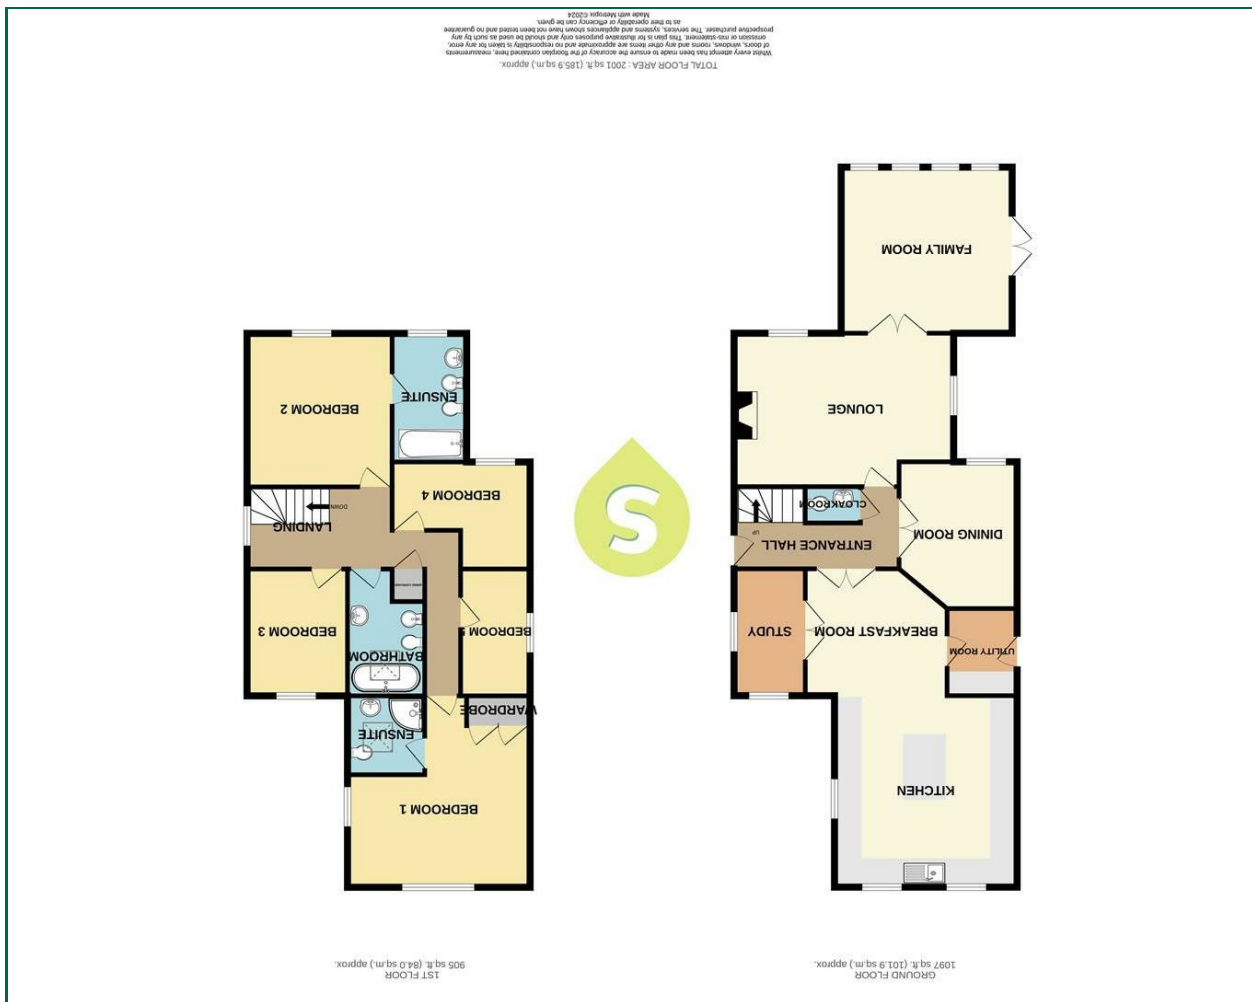 GROUND FLOOR
1097 sq.ft. (101.9 sq.m.) approx.
1ST FLOOR
905 sq.ft. (84.0 sq.m.) approx.
KITCHEN
UTILITY ROOM
BREAKFAST ROOM
STUDY
DINING ROOM
ENTRANCE HALL
UP
CLOAKROOM
LOUNGE
FAMILY ROOM
BEDROOM 1
WARDROBE
ENSUITE
BEDROOM 5
BATHROOM
BEDROOM 3
BEDROOM 4
LANDING
DOWN
ENSUITE
BEDROOM 2
S
TOTAL FLOOR AREA : 2001 sq.ft. (185.9 sq.m.) approx.
Whilst every attempt has been made to ensure the accuracy of the floorplan contained here, measurements
of doors, windows, rooms and any other items are approximate and no responsibility is taken for any error,
omission or mis-statement. This plan is for illustrative purposes only and should be used as such by any
prospective purchaser. The services, systems and appliances shown have not been tested and no guarantee
as to their operability or efficiency can be given.
Made with Metropix ©2024